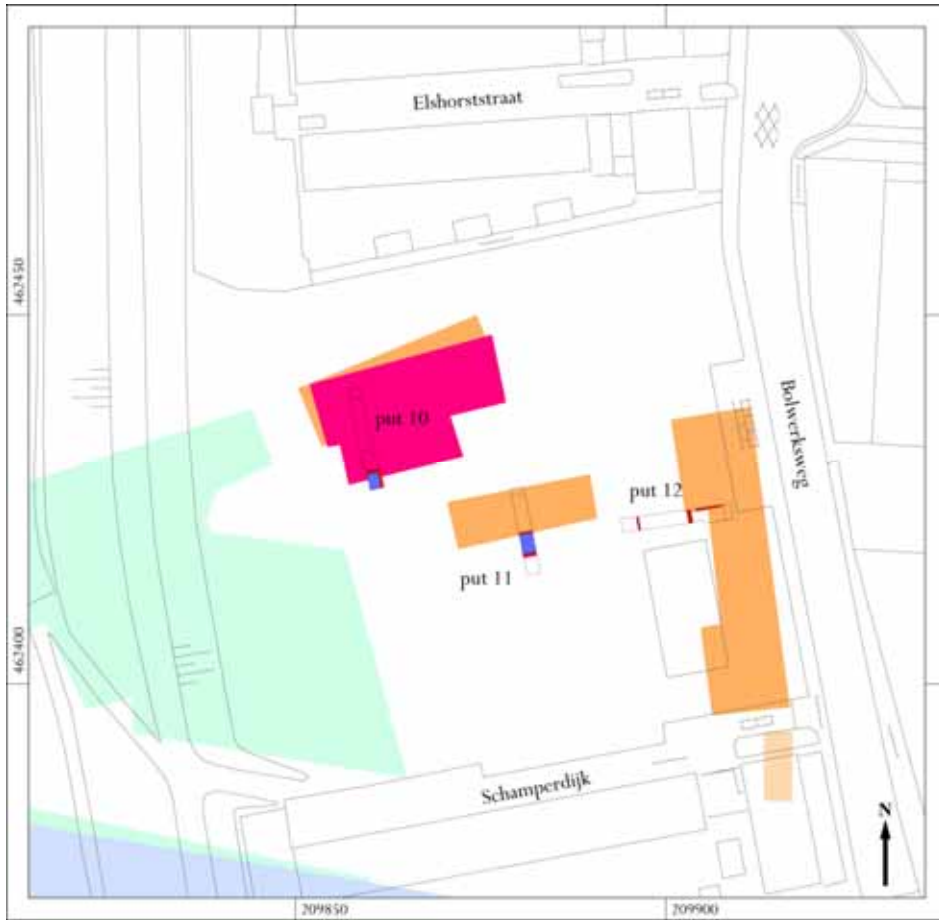 Elshorststraat
462450
Bolwerksweg
put 10
put 12
put 11
462400
Schamperdijk
N
209850
209900